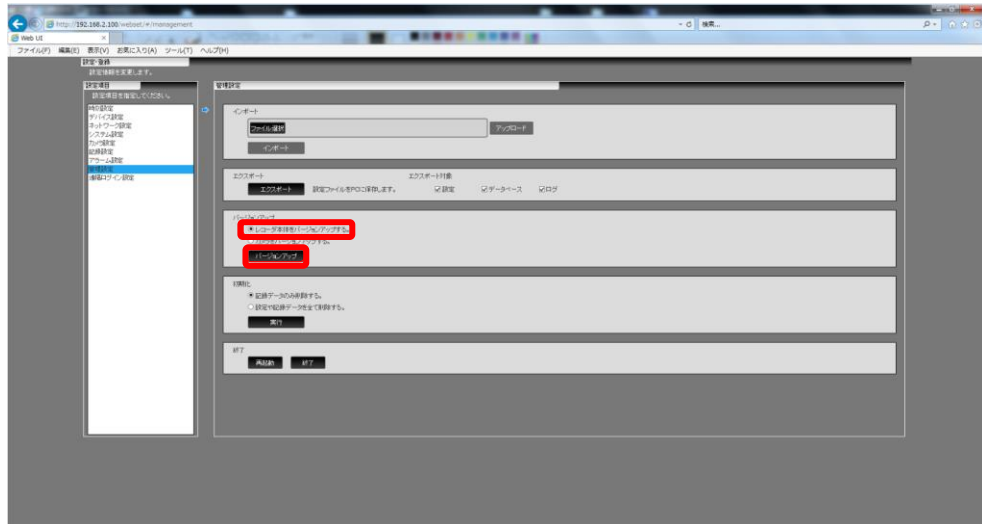 http://192.168.2.100/webset/#/management
検索...
Web UI
ファイル(F) 編集(E) 表示(V) お気に入り(A) ツール(T) ヘルプ(H)
設定・登録
設定情報を変更します。
設定項目
設定項目を指定してください。
管理設定
時刻設定
デバイス設定
ネットワーク設定
システム設定
カメラ設定
記録設定
アラーム設定
管理設定
インポート
ファイル選択
アップロード
インポート
エクスポート
エクスポート対象
エクスポート
設定ファイルをPCに保存します。
設定
データベース
ログ
バージョンアップ
レコーダ本体をバージョンアップする。
カメラをバージョンアップする。
バージョンアップ
初期化
記録データのみ削除する。
設定や記録データを全て削除する。
実行
終了
再起動
終了